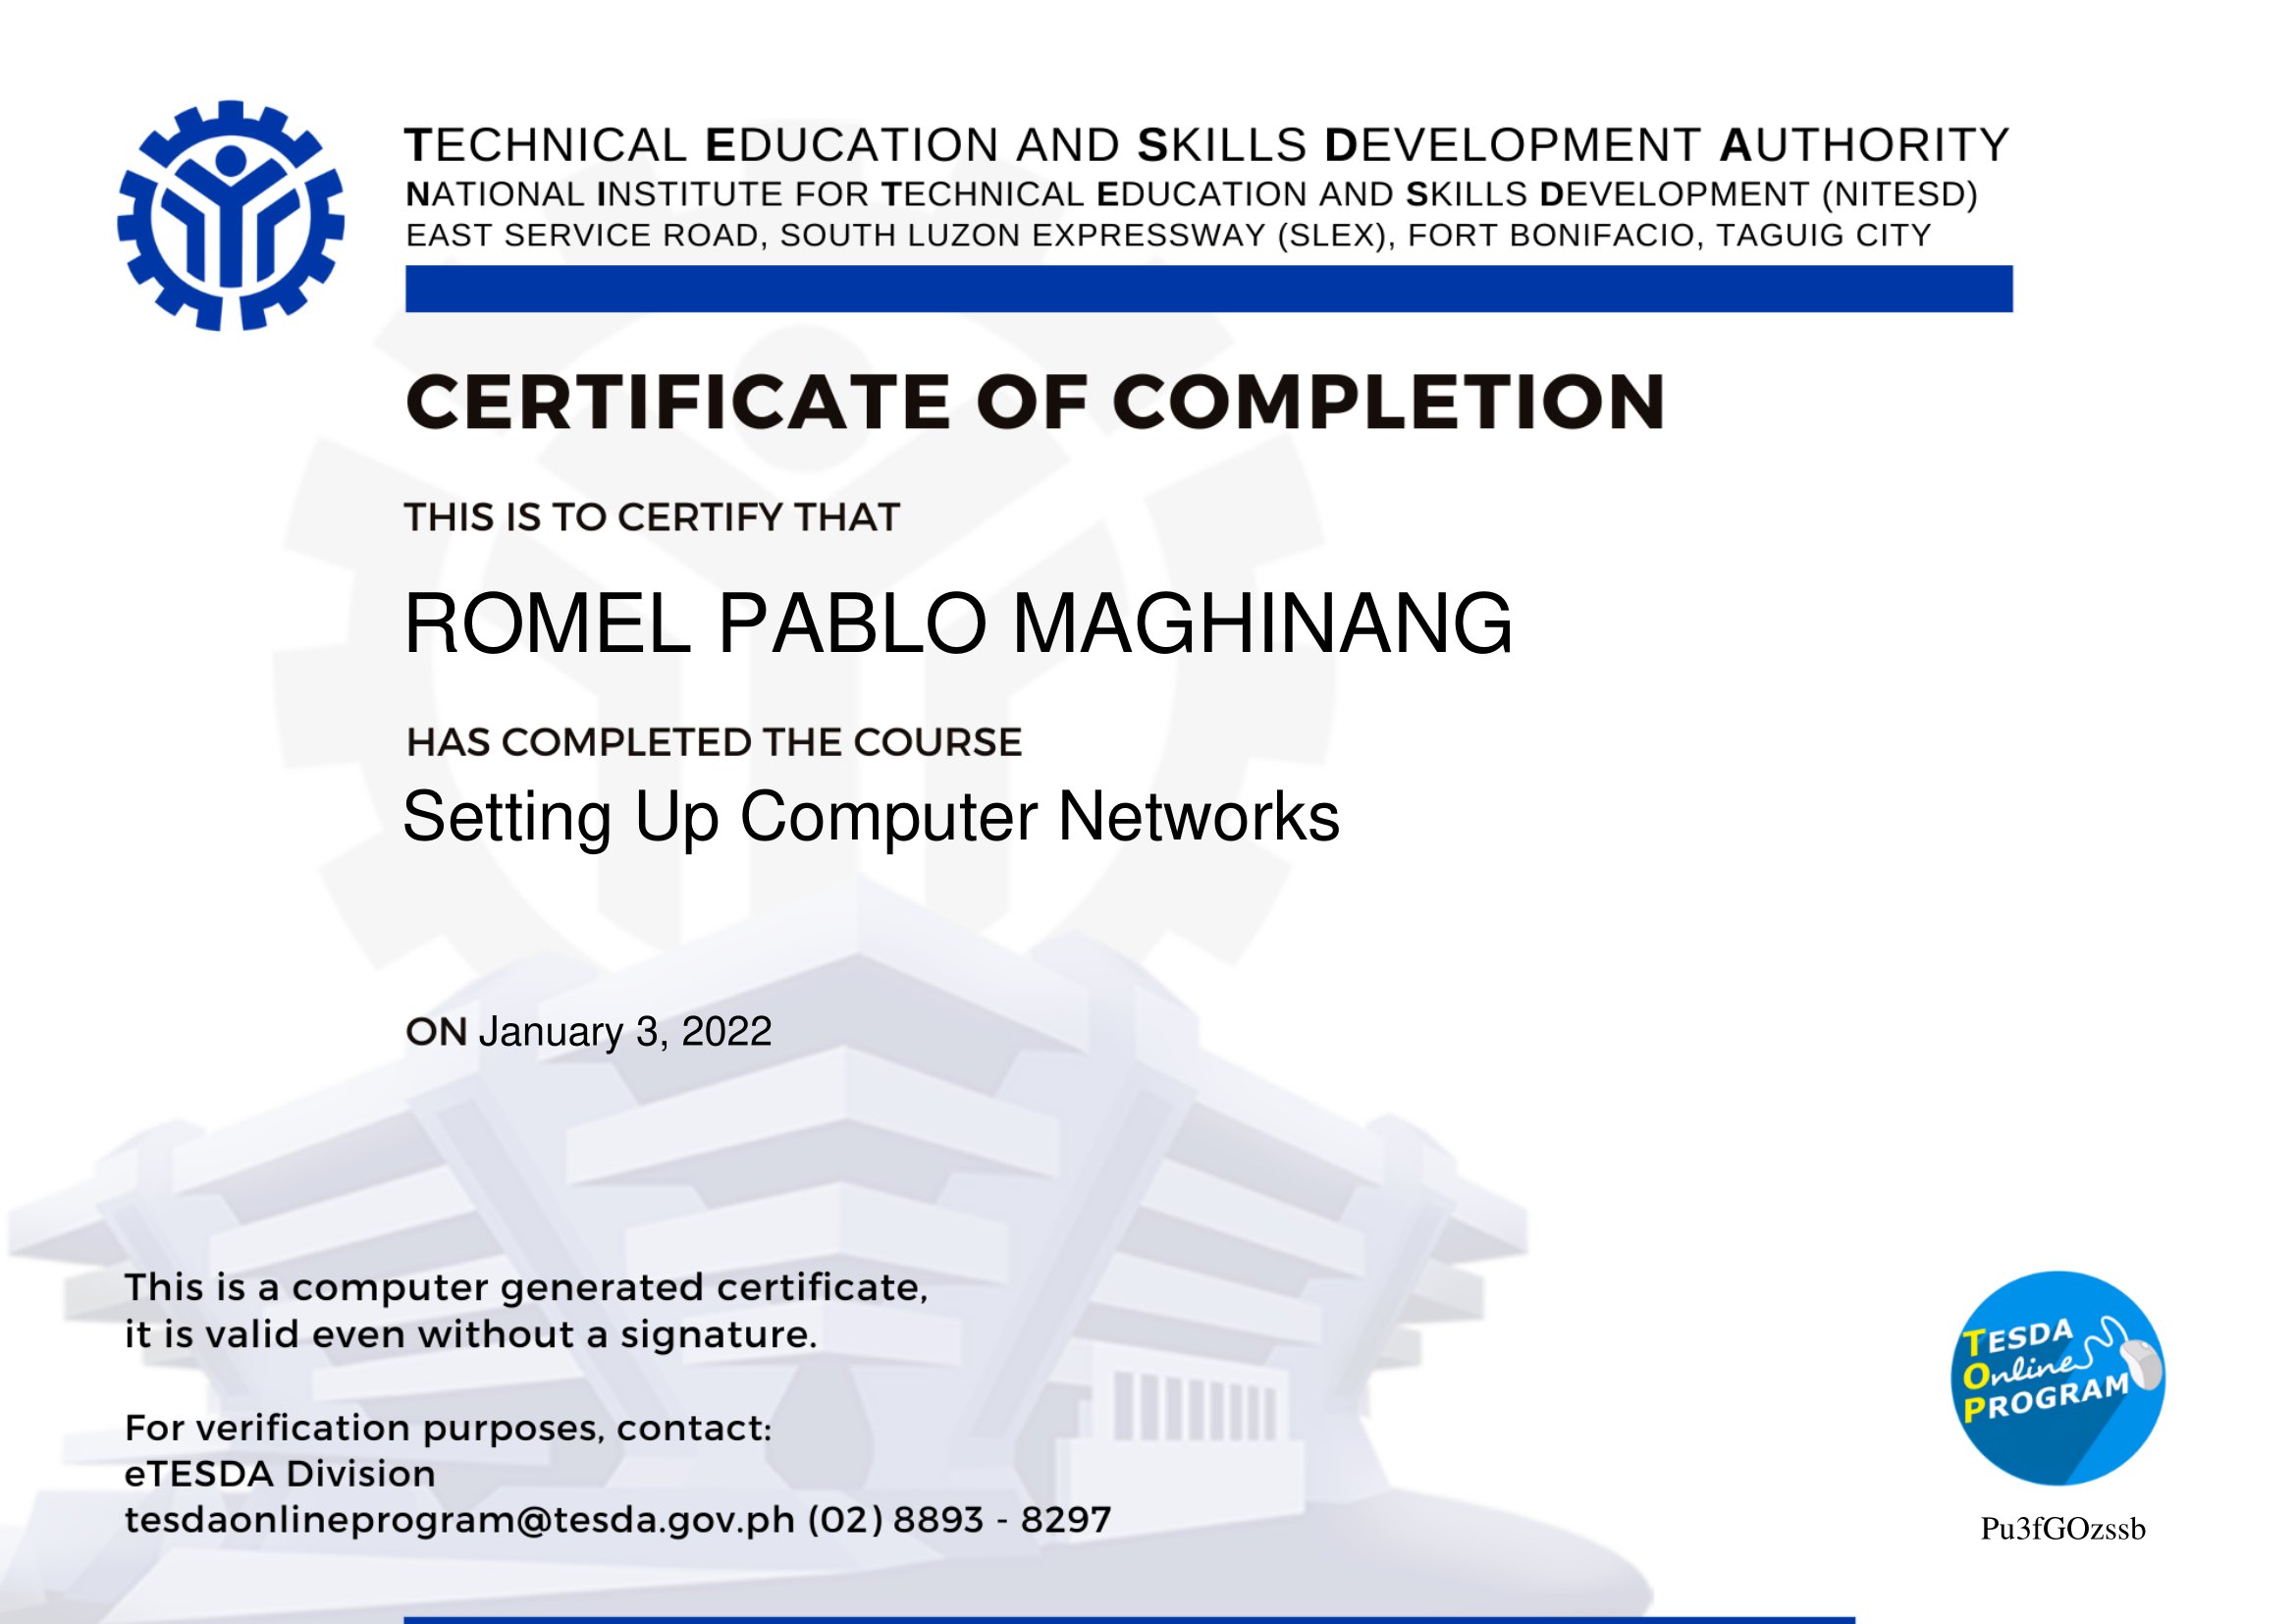 TECHNICAL EDUCATION AND SKILLS DEVELOPMENT AUTHORITY
NATIONAL INSTITUTE FOR TECHNICAL EDUCATION AND SKILLS DEVELOPMENT (NITESD)
EAST SERVICE ROAD, SOUTH LUZON EXPRESSWAY (SLEX), FORT BONIFACIO, TAGUIG CITY
CERTIFICATE OF COMPLETION
THIS IS TO CERTIFY THAT
ROMEL PABLO MAGHINANG
HAS COMPLETED THE COURSE
Setting Up Computer Networks
ON January 3, 2022
This is a computer generated certificate,
it is valid even without a signature.
For verification purposes, contact:
eTESDA Division
tesdaonlineprogram@tesda.gov.ph (02) 8893 - 8297
TESDA
Online
PROGRAM
Pu3fGOzssb